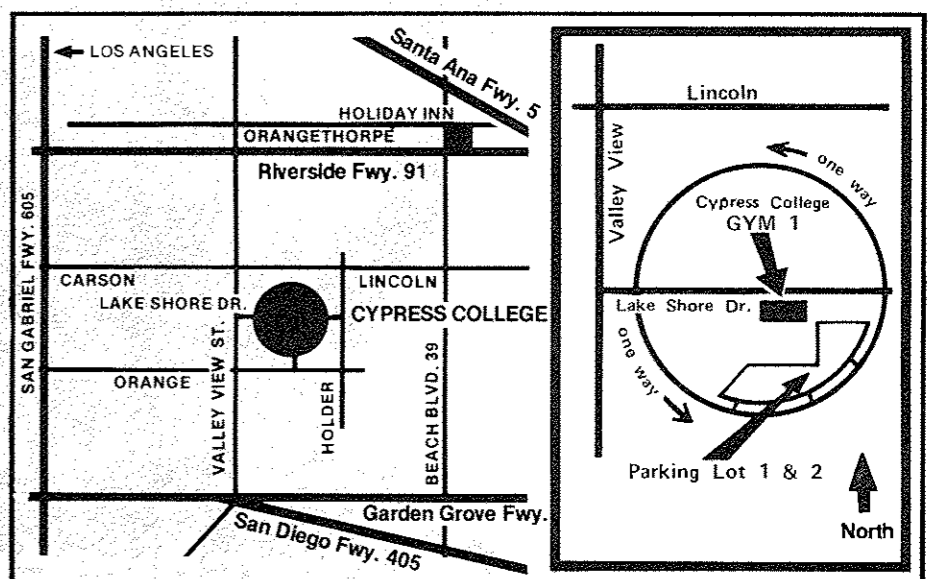 ← LOS ANGELES
Santa Ana Fwy. 5
HOLIDAY INN
ORANGETHORPE
Riverside Fwy. 91
SAN GABRIEL FWY. 605
CARSON
LINCOLN
LAKE SHORE DR.
CYPRESS COLLEGE
ORANGE
VALLEY VIEW ST.
HOLDER
BEACH BLVD. 39
Garden Grove Fwy.
San Diego Fwy. 405
Lincoln
Valley View
one way
Cypress College
GYM 1
Lake Shore Dr.
one way
Parking Lot 1 & 2
North